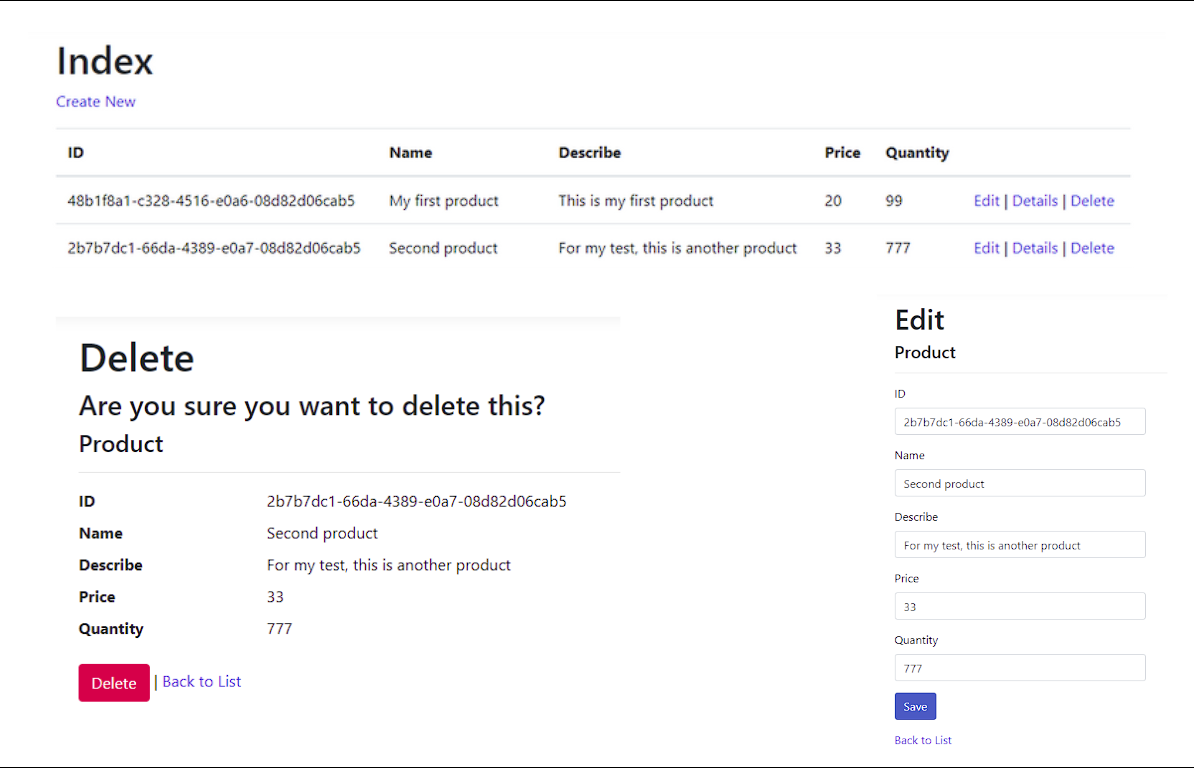 Index
Create New
ID Name Describe Price Quantity
48b1f8a1-c328-4516-e0a6-08d82d06cab5 My first product This is my first product 20 99 Edit | Details | Delete
2b7b7dc1-66da-4389-e0a7-08d82d06cab5 Second product For my test, this is another product 33 777 Edit | Details | Delete
Delete
Are you sure you want to delete this?
Product
ID 2b7b7dc1-66da-4389-e0a7-08d82d06cab5
Name Second product
Describe For my test, this is another product
Price 33
Quantity 777
Delete | Back to List
Edit
Product
ID
2b7b7dc1-66da-4389-e0a7-08d82d06cab5
Name
Second product
Describe
For my test, this is another product
Price
33
Quantity
777
Save
Back to List